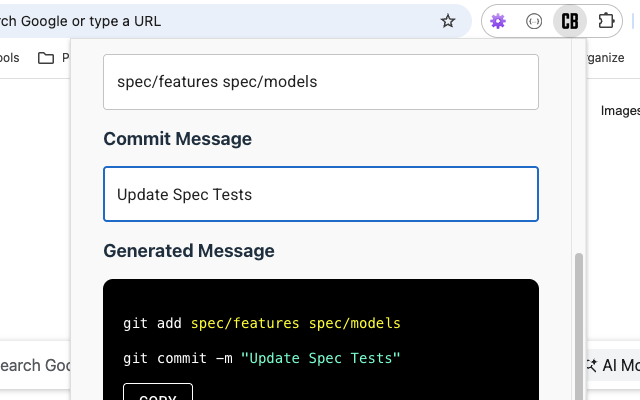 rch Google or type a URL
CB
ools
P
rganize
Images
spec/features spec/models
Commit Message
Update Spec Tests
Generated Message
git add spec/features spec/models
git commit -m "Update Spec Tests"
COPY
earch Goo
AI Mo